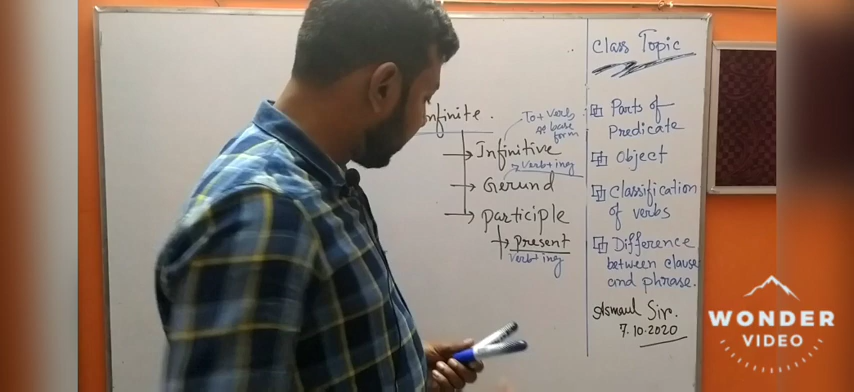 nfinite.
To + verb
base
form
Infinitive
verb + ing
Gerund
participle
present
verb + ing
Class Topic
Parts of
Predicate
Object
Classification
of verbs
Difference
between clause
and phrase.
Asmaul Sir.
7.10.2020
WONDER
VIDEO